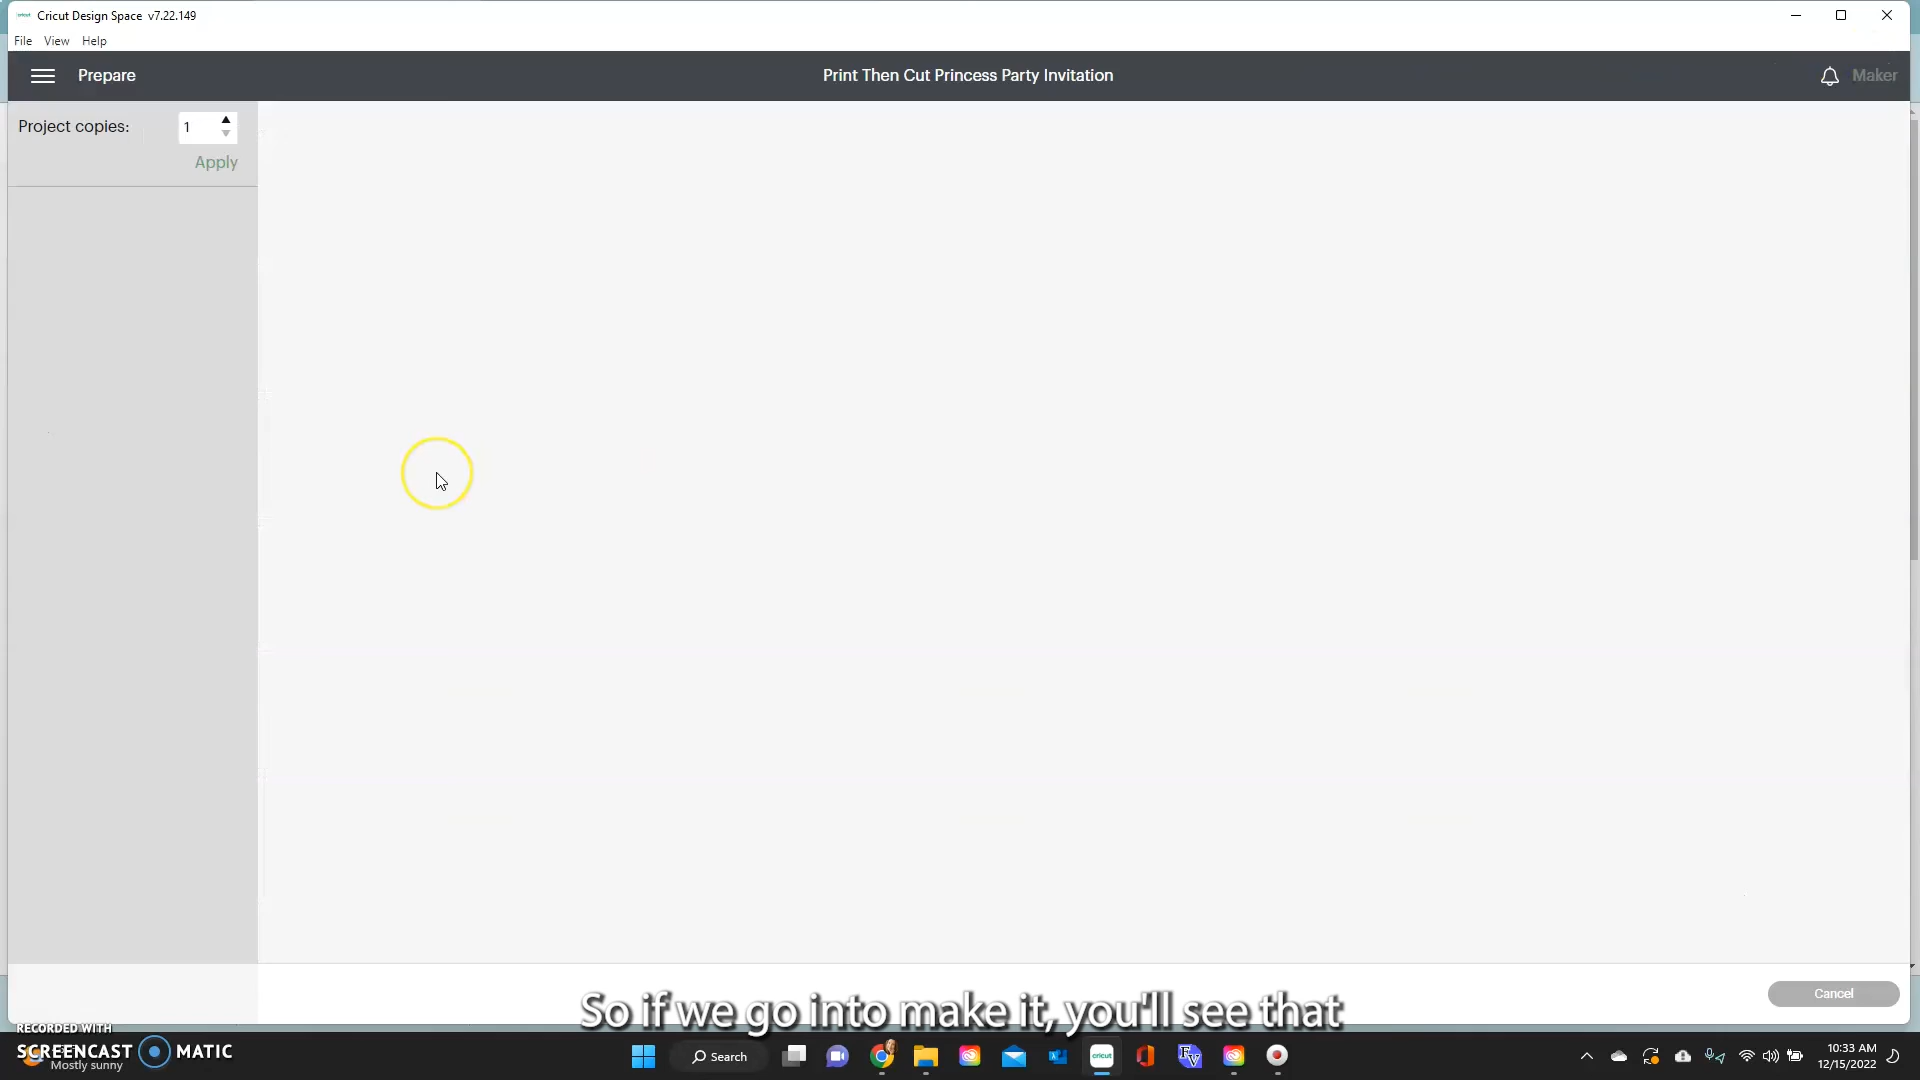 cricut Cricut Design Space v7.22.149
File View Help
Prepare
Print Then Cut Princess Party Invitation
Maker
Project copies: 1
Apply
Cancel
So if we go into make it, you'll see that
RECORDED WITH
SCREENCAST MATIC
Mostly sunny
Search
cricut
10:33 AM
12/15/2022